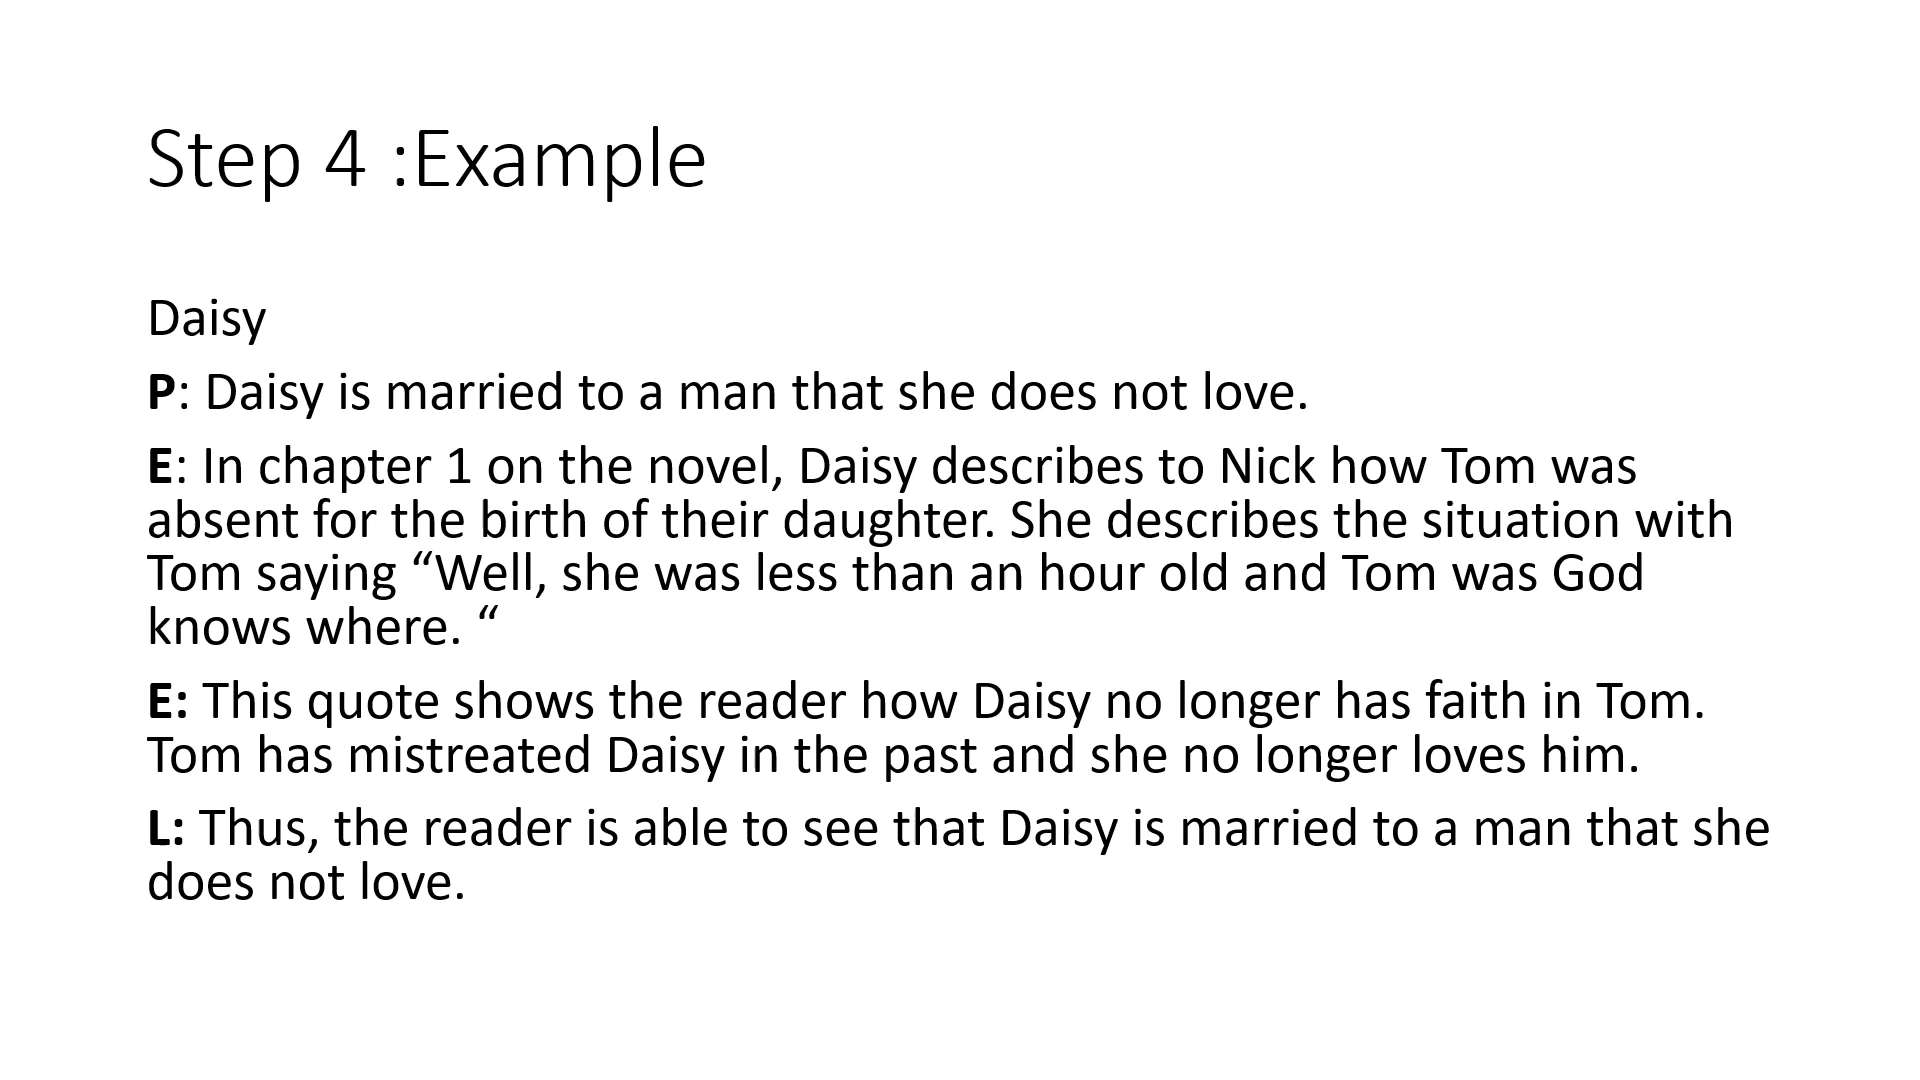 Step 4 :Example
Daisy
P: Daisy is married to a man that she does not love.
E: In chapter 1 on the novel, Daisy describes to Nick how Tom was
absent for the birth of their daughter. She describes the situation with
Tom saying “Well, she was less than an hour old and Tom was God
knows where. “
E: This quote shows the reader how Daisy no longer has faith in Tom.
Tom has mistreated Daisy in the past and she no longer loves him.
L: Thus, the reader is able to see that Daisy is married to a man that she
does not love.